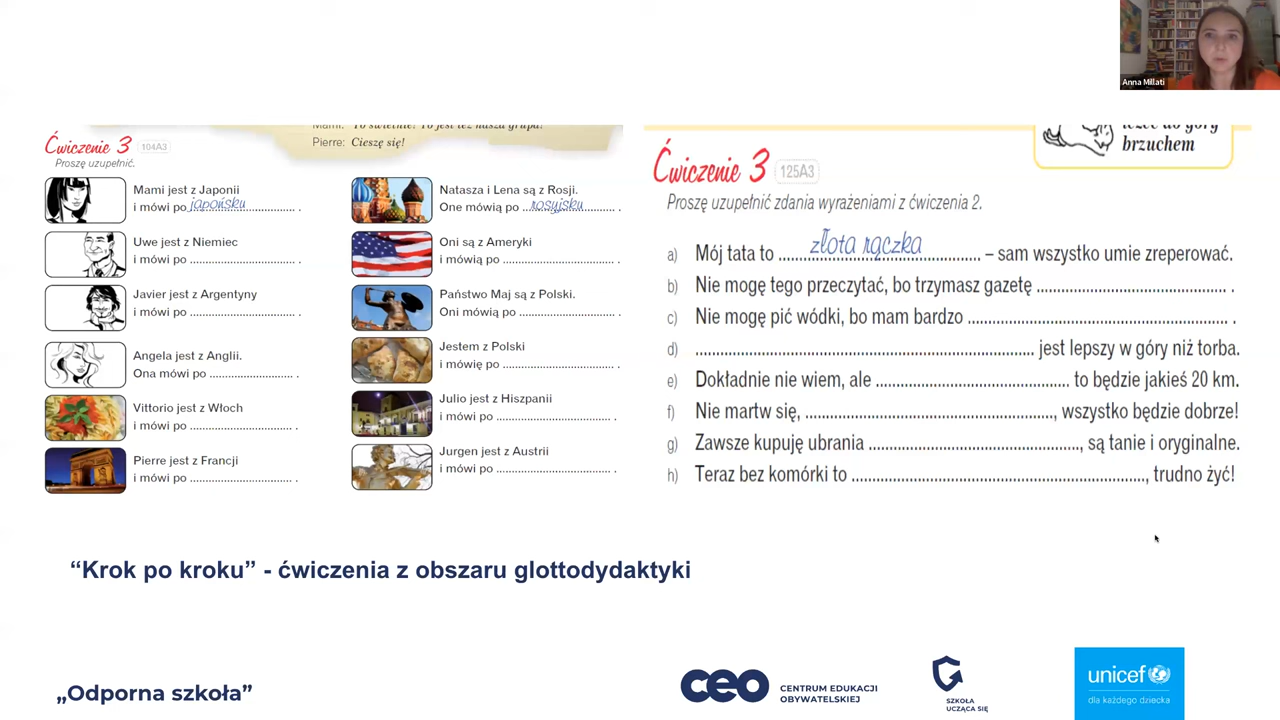 Anna Millati
Mami: To świetnie! To jest też nasza grupa!
Pierre: Cieszę się!
Ćwiczenie 3 104A3
Proszę uzupełnić.
Mami jest z Japonii
i mówi po japońsku .
Uwe jest z Niemiec
i mówi po .
Javier jest z Argentyny
i mówi po .
Angela jest z Anglii.
Ona mówi po .
Vittorio jest z Włoch
i mówi po .
Pierre jest z Francji
i mówi po .
Natasza i Lena są z Rosji.
One mówią po rosyjsku .
Oni są z Ameryki
i mówią po .
Państwo Maj są z Polski.
Oni mówią po .
Jestem z Polski
i mówię po .
Julio jest z Hiszpanii
i mówi po .
Jurgen jest z Austrii
i mówi po .
leżeć do góry
brzuchem
Ćwiczenie 3 125A3
Proszę uzupełnić zdania wyrażeniami z ćwiczenia 2.
a) Mój tata to złota rączka – sam wszystko umie zreperować.
b) Nie mogę tego przeczytać, bo trzymasz gazetę .
c) Nie mogę pić wódki, bo mam bardzo .
d) jest lepszy w góry niż torba.
e) Dokładnie nie wiem, ale to będzie jakieś 20 km.
f) Nie martw się, , wszystko będzie dobrze!
g) Zawsze kupuję ubrania , są tanie i oryginalne.
h) Teraz bez komórki to , trudno żyć!
“Krok po kroku” - ćwiczenia z obszaru glottodydaktyki
„Odporna szkoła”
ceo CENTRUM EDUKACJI
OBYWATELSKIEJ
SZKOŁA
UCZĄCA SIĘ
unicef
dla każdego dziecka